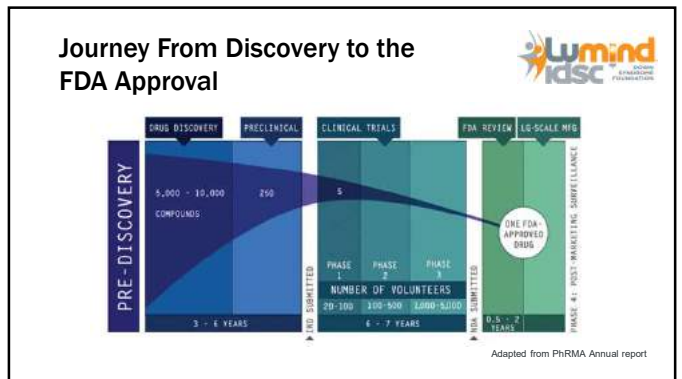 Journey From Discovery to the
FDA Approval
Lumind
idsc
DOWN
SYNDROME
FOUNDATION
DRUG DISCOVERY
PRECLINICAL
CLINICAL TRIALS
FDA REVIEW
LG-SCALE MFG
PRE-DISCOVERY
5,000 - 10,000
COMPOUNDS
250
5
ONE FDA-
APPROVED
DRUG
PHASE
1
PHASE
2
PHASE
3
NUMBER OF VOLUNTEERS
20-100
100-500
1,000-5,000
3 - 6 YEARS
IND SUBMITTED
6 - 7 YEARS
NDA SUBMITTED
0.5 - 2
YEARS
PHASE 4: POST-MARKETING SURVEILLANCE
Adapted from PhRMA Annual report